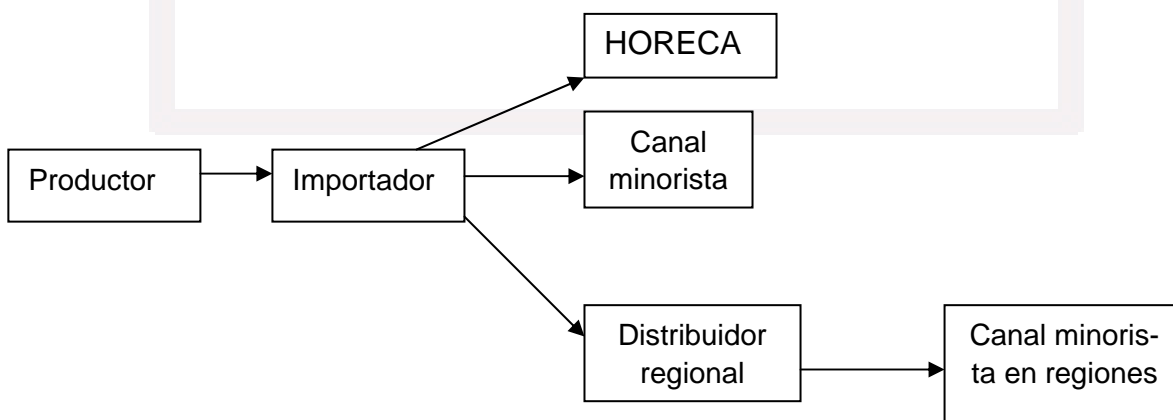 HORECA
Canal
minorista
Productor
Importador
Distribuidor
regional
Canal minoris-
ta en regiones